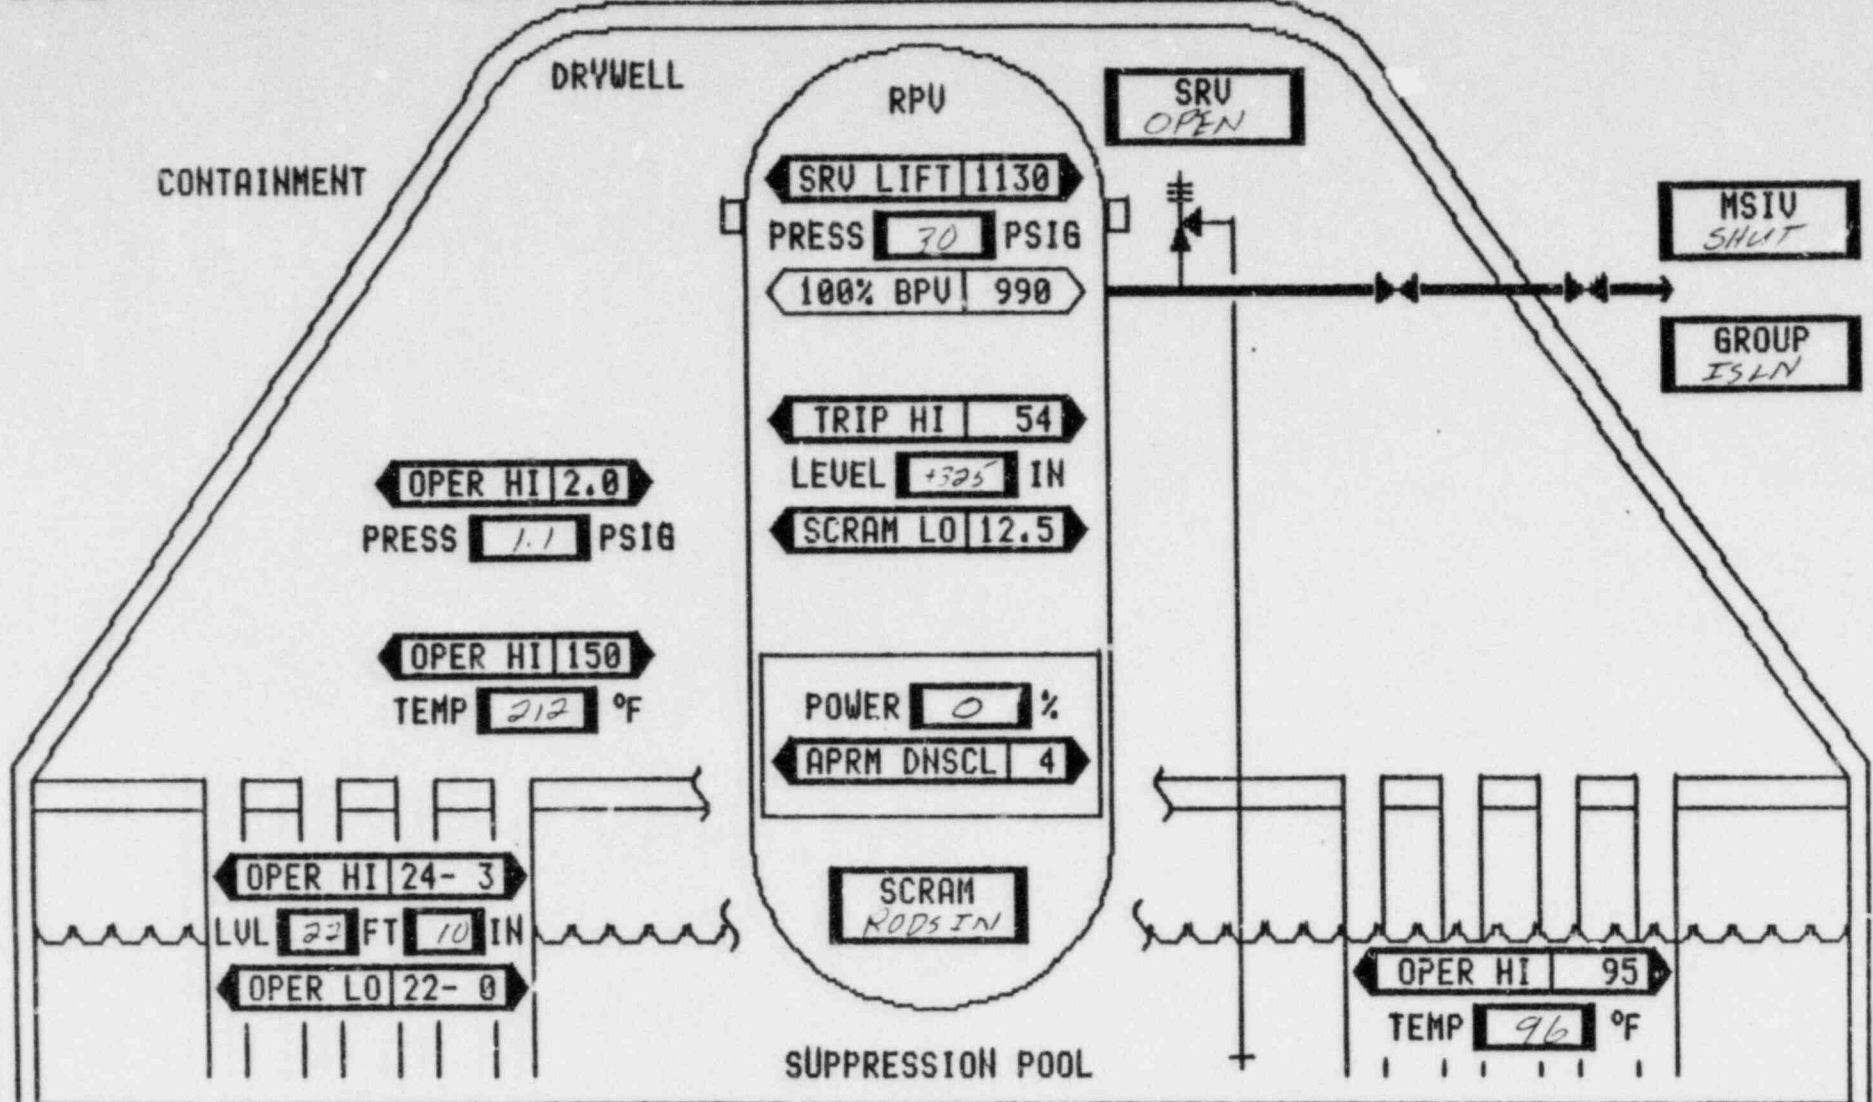 DRYWELL
CONTAINMENT
RPV
SRV
OPEN
SRV LIFT 1130
PRESS 30 PSIG
100% BPV 990
MSIV
SHUT
GROUP
ISLN
TRIP HI 54
LEVEL +325 IN
SCRAM LO 12.5
OPER HI 2.0
PRESS 1.1 PSIG
OPER HI 150
TEMP 212 °F
POWER 0 %
APRM DNSCL 4
SCRAM
RODS IN
OPER HI 24- 3
LVL 22 FT 10 IN
OPER LO 22- 0
OPER HI 95
TEMP 96 °F
SUPPRESSION POOL